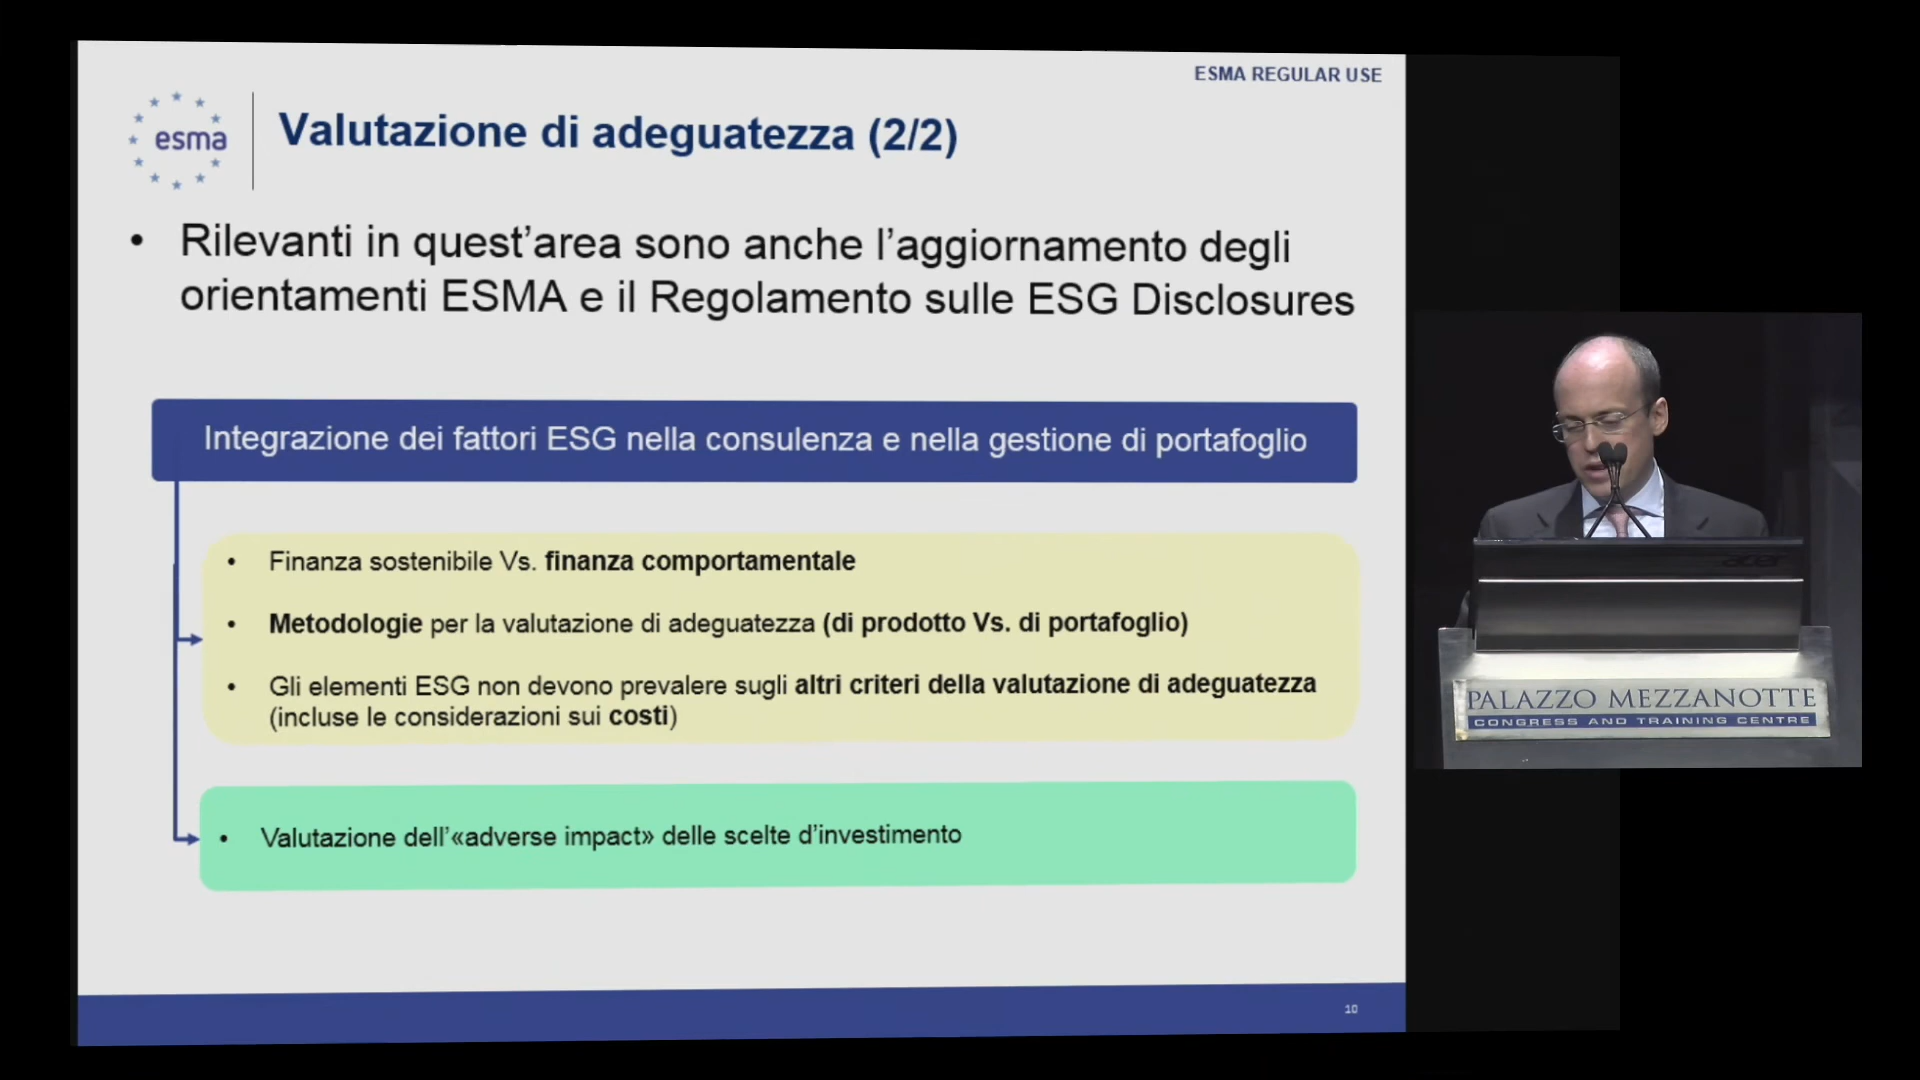 ESMA REGULAR USE
esma
Valutazione di adeguatezza (2/2)
• Rilevanti in quest’area sono anche l’aggiornamento degli
orientamenti ESMA e il Regolamento sulle ESG Disclosures
Integrazione dei fattori ESG nella consulenza e nella gestione di portafoglio
• Finanza sostenibile Vs. finanza comportamentale
• Metodologie per la valutazione di adeguatezza (di prodotto Vs. di portafoglio)
• Gli elementi ESG non devono prevalere sugli altri criteri della valutazione di adeguatezza
(incluse le considerazioni sui costi)
• Valutazione dell’«adverse impact» delle scelte d’investimento
10
acer
PALAZZO MEZZANOTTE
CONGRESS AND TRAINING CENTRE